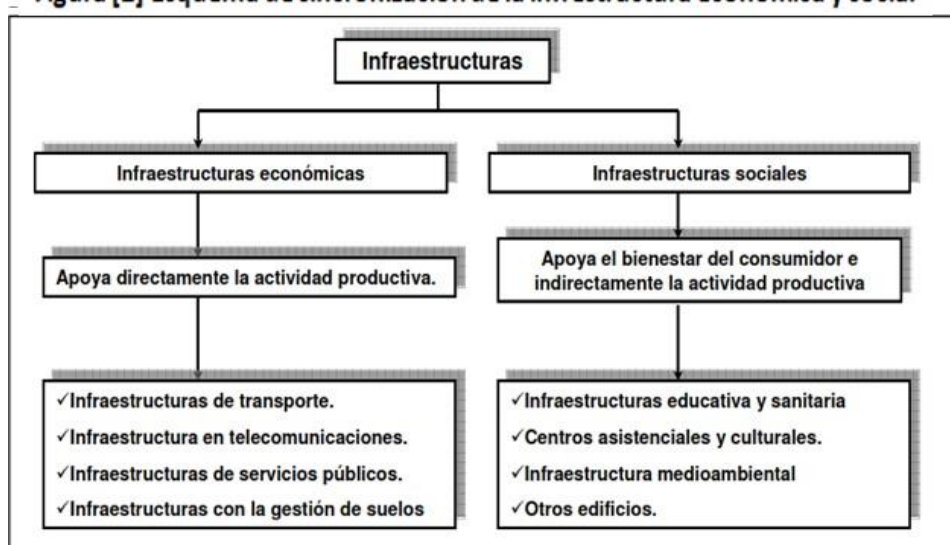 Infraestructuras
Infraestructuras económicas
Infraestructuras sociales
Apoya directamente la actividad productiva.
Apoya el bienestar del consumidor e
indirectamente la actividad productiva
✓Infraestructuras de transporte.
✓Infraestructura en telecomunicaciones.
✓Infraestructuras de servicios públicos.
✓Infraestructuras con la gestión de suelos
✓Infraestructuras educativa y sanitaria
✓Centros asistenciales y culturales.
✓Infraestructura medioambiental
✓Otros edificios.